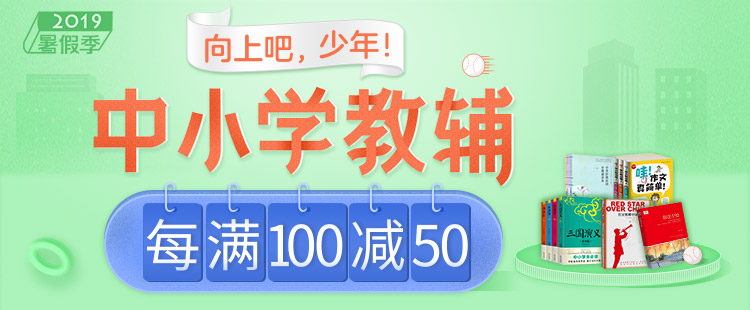 2019
暑假季
向上吧，少年！
中小学教辅
每满100减50
哇！
作文
真简单！
RED STAR
OVER CHINA
三国演义